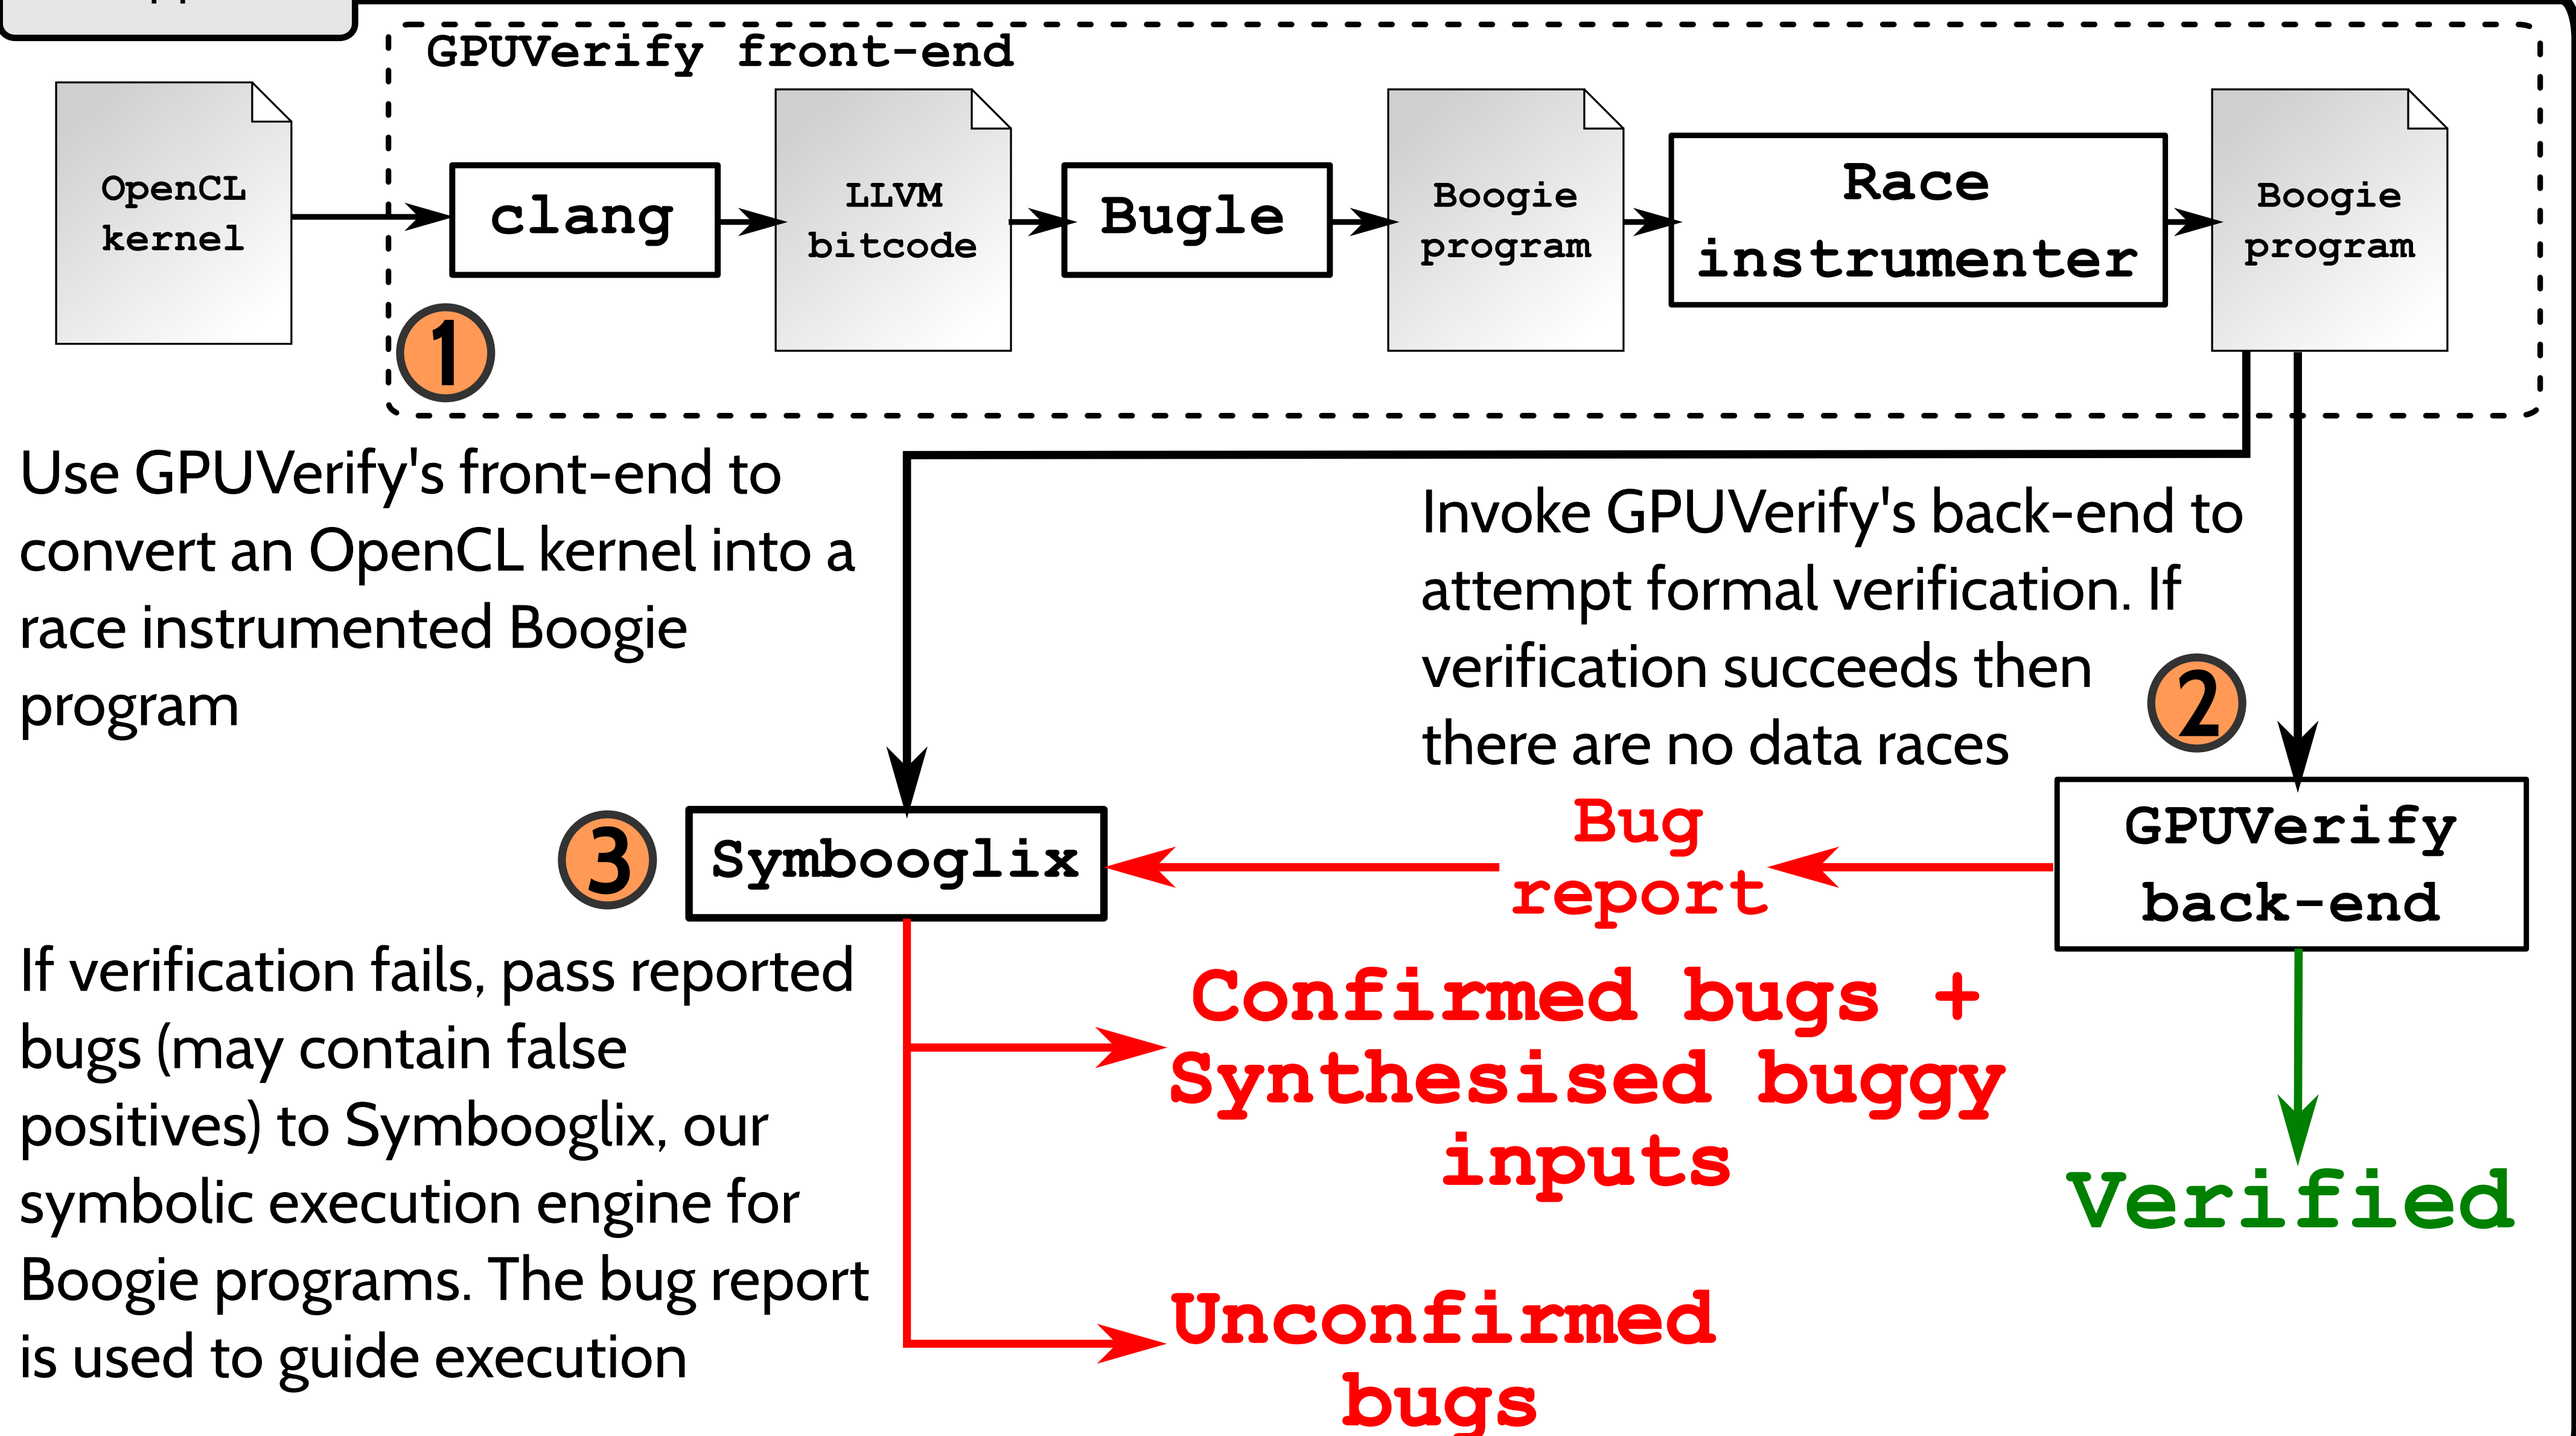 GPUVerify front-end
OpenCL
kernel
clang
LLVM
bitcode
Bugle
Boogie
program
Race
instrumenter
Boogie
program
1
Use GPUVerify's front-end to
convert an OpenCL kernel into a
race instrumented Boogie
program
Invoke GPUVerify's back-end to
attempt formal verification. If
verification succeeds then
there are no data races
2
3
Symbooglix
Bug
report
GPUVerify
back-end
If verification fails, pass reported
bugs (may contain false
positives) to Symbooglix, our
symbolic execution engine for
Boogie programs. The bug report
is used to guide execution
Confirmed bugs +
Synthesised buggy
inputs
Verified
Unconfirmed
bugs